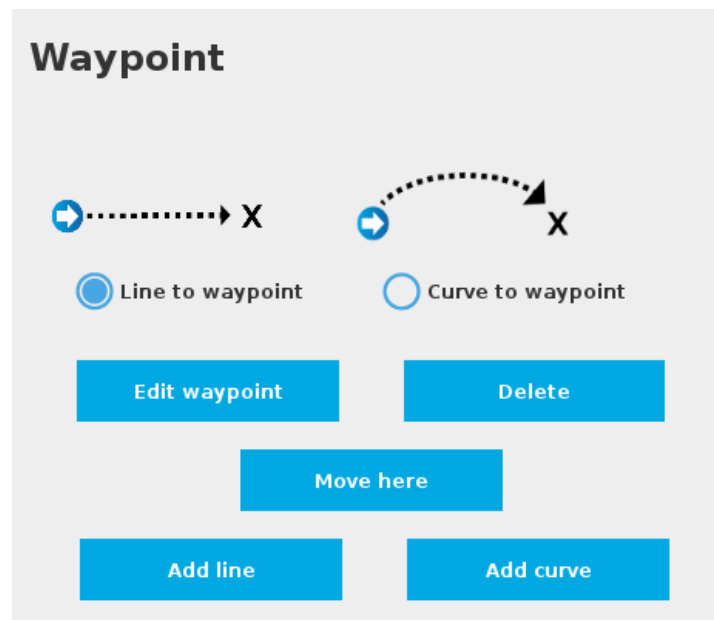 Waypoint
X
X
Line to waypoint
Curve to waypoint
Edit waypoint
Delete
Move here
Add line
Add curve